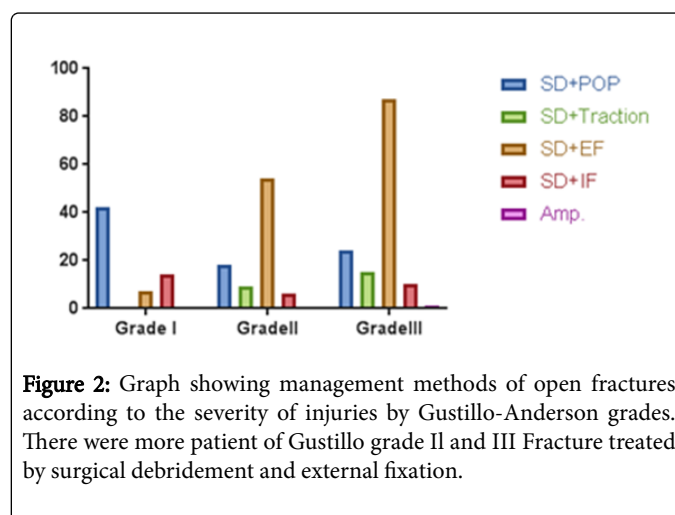 100
80
60
40
20
0
Grade I GradeII GradeIII
SD+POP
SD+Traction
SD+EF
SD+IF
Amp.
Figure 2: Graph showing management methods of open fractures
according to the severity of injuries by Gustillo-Anderson grades.
There were more patient of Gustillo grade Il and III Fracture treated
by surgical debridement and external fixation.